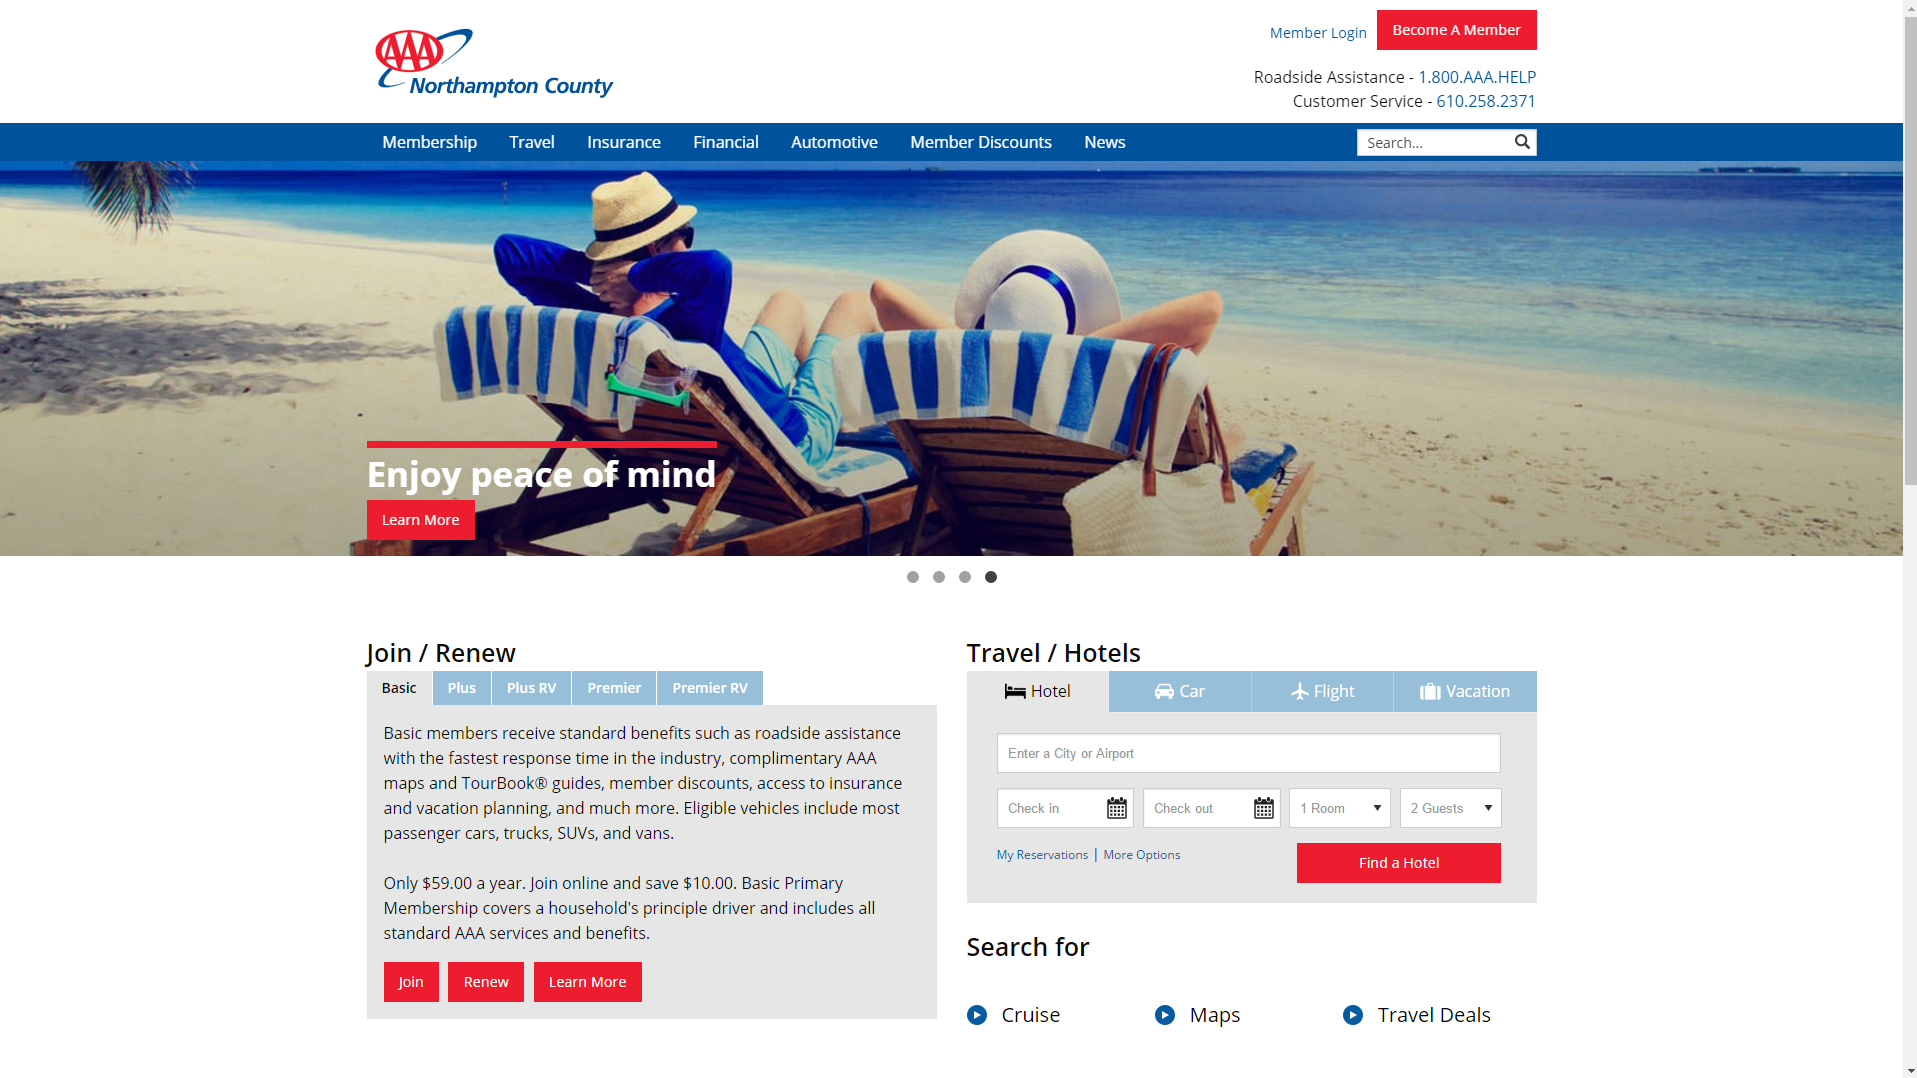 AAA
Northampton County
Member Login
Become A Member
Roadside Assistance - 1.800.AAA.HELP
Customer Service - 610.258.2371
Membership Travel Insurance Financial Automotive Member Discounts News
Search...
Enjoy peace of mind
Learn More
Join / Renew
Basic Plus Plus RV Premier Premier RV
Basic members receive standard benefits such as roadside assistance
with the fastest response time in the industry, complimentary AAA
maps and TourBook® guides, member discounts, access to insurance
and vacation planning, and much more. Eligible vehicles include most
passenger cars, trucks, SUVs, and vans.
Only $59.00 a year. Join online and save $10.00. Basic Primary
Membership covers a household's principle driver and includes all
standard AAA services and benefits.
Join Renew Learn More
Travel / Hotels
Hotel Car Flight Vacation
Enter a City or Airport
Check in Check out 1 Room 2 Guests
My Reservations | More Options
Find a Hotel
Search for
Cruise Maps Travel Deals